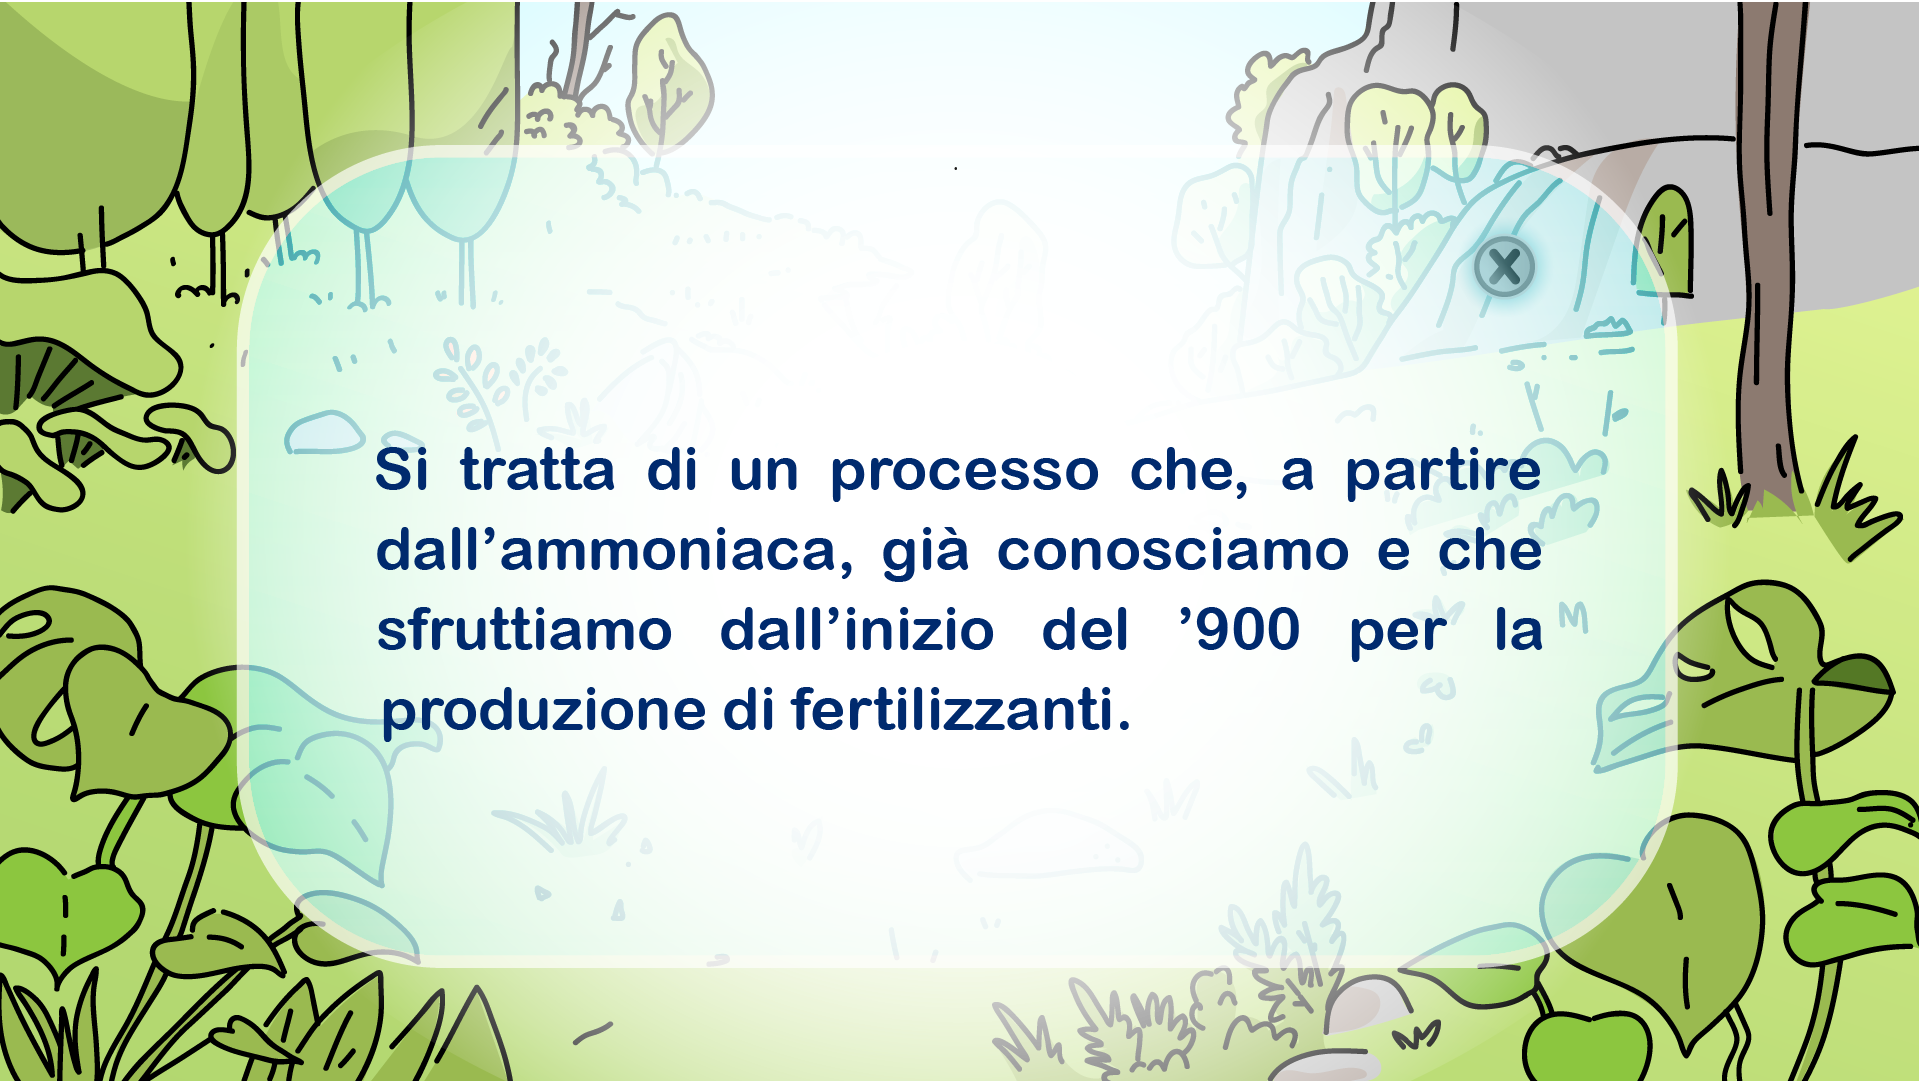 X
Si tratta di un processo che, a partire
dall’ammoniaca, già conosciamo e che
sfruttiamo dall’inizio del ’900 per la
produzione di fertilizzanti.